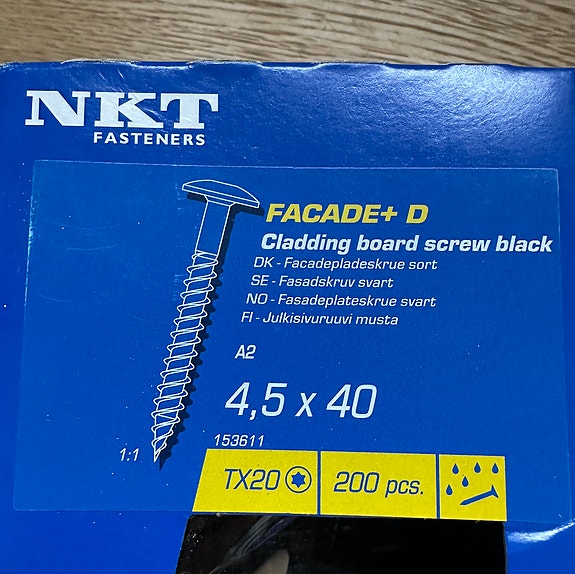 NKT
FASTENERS
FACADE+ D
Cladding board screw black
DK - Facadepladeskrue sort
SE - Fasadskruv svart
NO - Fasadeplateskrue svart
FI - Julkisivuruuvi musta
A2
4,5 x 40
153611
1:1
TX20
200 pcs.